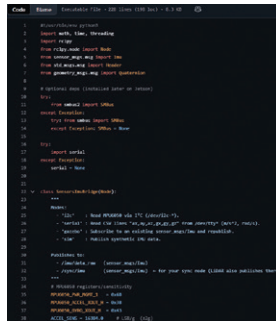 Code Blame Executable File · 328 lines (190 loc) · 8.3 KB
#!/usr/bin/env python3
import math, time, threading
import rclpy
from rclpy.node import Node
from sensor_msgs.msg import Imu
from std_msgs.msg import Header
from geometry_msgs.msg import Quaternion
# Optional deps (installed later on Jetson)
try:
from smbus2 import SMBus
except Exception:
try: from smbus import SMBus
except Exception: SMBus = None
try:
import serial
except Exception:
serial = None
class SensorsImuBridge(Node):
"""
Modes:
- "i2c" : Read MPU6050 via I²C (/dev/i2c-*).
- "serial": Read CSV lines "ax,ay,az,gx,gy,gz" from /dev/tty* (m/s^2, rad/s).
- "gazebo": Subscribe to an existing sensor_msgs/Imu and republish.
- "sim" : Publish synthetic IMU data.
Publishes to:
- /imu/data_raw (sensor_msgs/Imu)
- /sync/imu (sensor_msgs/Imu) - for your sync node (LiDAR also publishes there)
"""
# MPU6050 registers/sensitivity
MPU6050_PWR_MGMT_1 = 0x6B
MPU6050_ACCEL_XOUT_H = 0x3B
MPU6050_GYRO_XOUT_H = 0x43
ACCEL_SENS = 16384.0 # LSB/g (±2g)